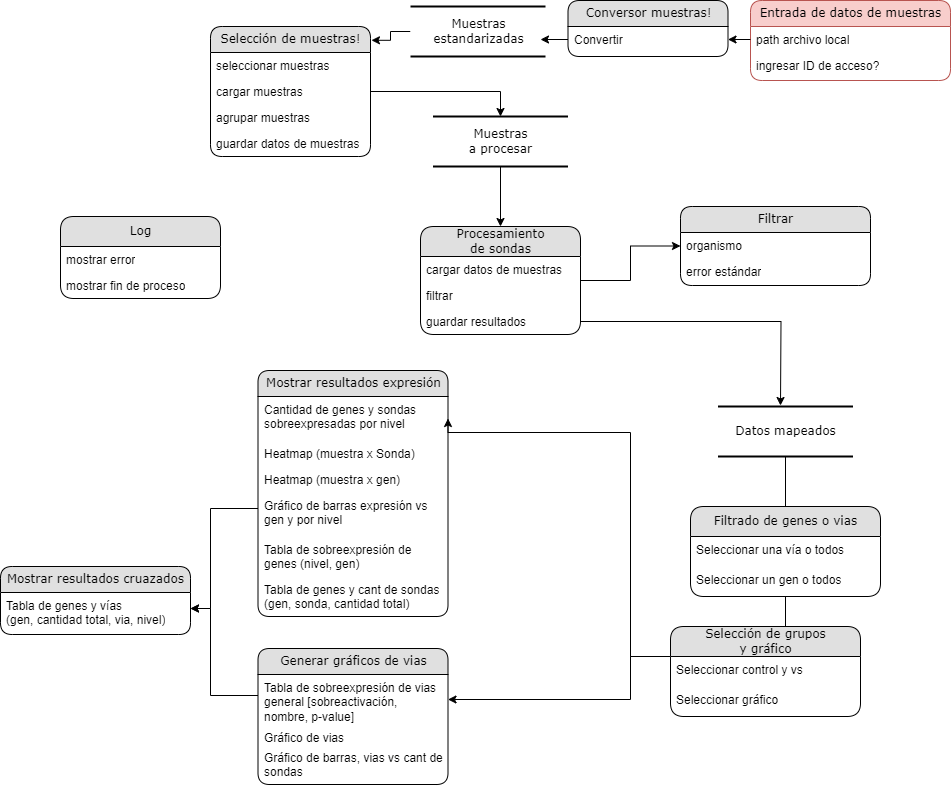 Entrada de datos de muestras
path archivo local
ingresar ID de acceso?
Conversor muestras!
Convertir
Muestras
estandarizadas
Selección de muestras!
seleccionar muestras
cargar muestras
agrupar muestras
guardar datos de muestras
Muestras
a procesar
Log
mostrar error
mostrar fin de proceso
Procesamiento
de sondas
cargar datos de muestras
filtrar
guardar resultados
Filtrar
organismo
error estándar
Datos mapeados
Filtrado de genes o vias
Seleccionar una vía o todos
Seleccionar un gen o todos
Selección de grupos
y gráfico
Seleccionar control y vs
Seleccionar gráfico
Mostrar resultados expresión
Cantidad de genes y sondas
sobreexpresadas por nivel
Heatmap (muestra x Sonda)
Heatmap (muestra x gen)
Gráfico de barras expresión vs
gen y por nivel
Tabla de sobreexpresión de
genes (nivel, gen)
Tabla de genes y cant de sondas
(gen, sonda, cantidad total)
Generar gráficos de vias
Tabla de sobreexpresión de vias
general [sobreactivación,
nombre, p-value]
Gráfico de vias
Gráfico de barras, vias vs cant de
sondas
Mostrar resultados cruazados
Tabla de genes y vías
(gen, cantidad total, via, nivel)